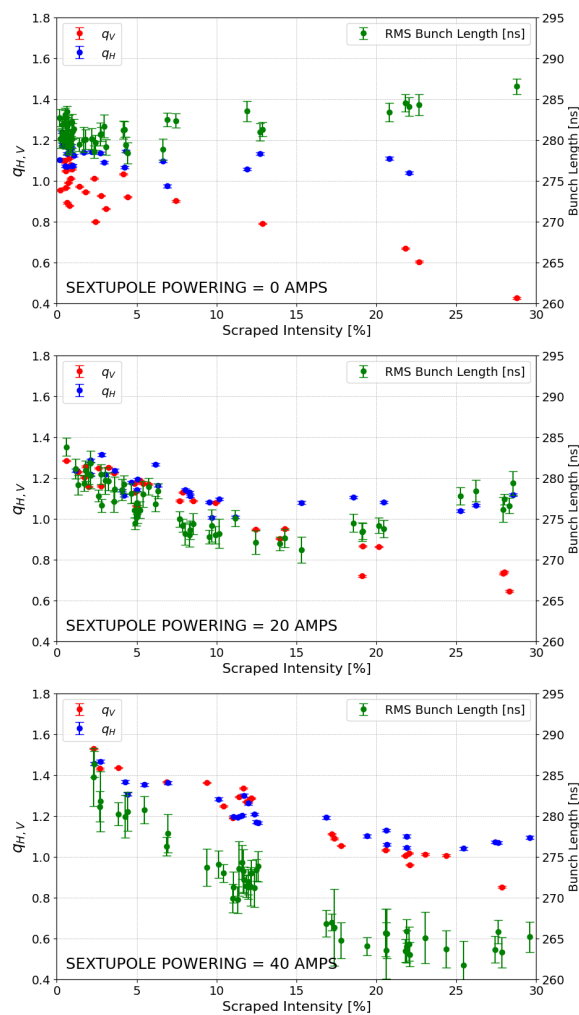 1.8
1.6
1.4
1.2
1.0
0.8
0.6
0.4
q_H,V
q_V
q_H
RMS Bunch Length [ns]
295
290
285
280
275
270
265
260
Bunch Length [ns]
SEXTUPOLE POWERING = 0 AMPS
0 5 10 15 20 25 30
Scraped Intensity [%]
1.8
1.6
1.4
1.2
1.0
0.8
0.6
0.4
q_H,V
q_V
q_H
RMS Bunch Length [ns]
295
290
285
280
275
270
265
260
Bunch Length [ns]
SEXTUPOLE POWERING = 20 AMPS
0 5 10 15 20 25 30
Scraped Intensity [%]
1.8
1.6
1.4
1.2
1.0
0.8
0.6
0.4
q_H,V
q_V
q_H
RMS Bunch Length [ns]
295
290
285
280
275
270
265
260
Bunch Length [ns]
SEXTUPOLE POWERING = 40 AMPS
0 5 10 15 20 25 30
Scraped Intensity [%]